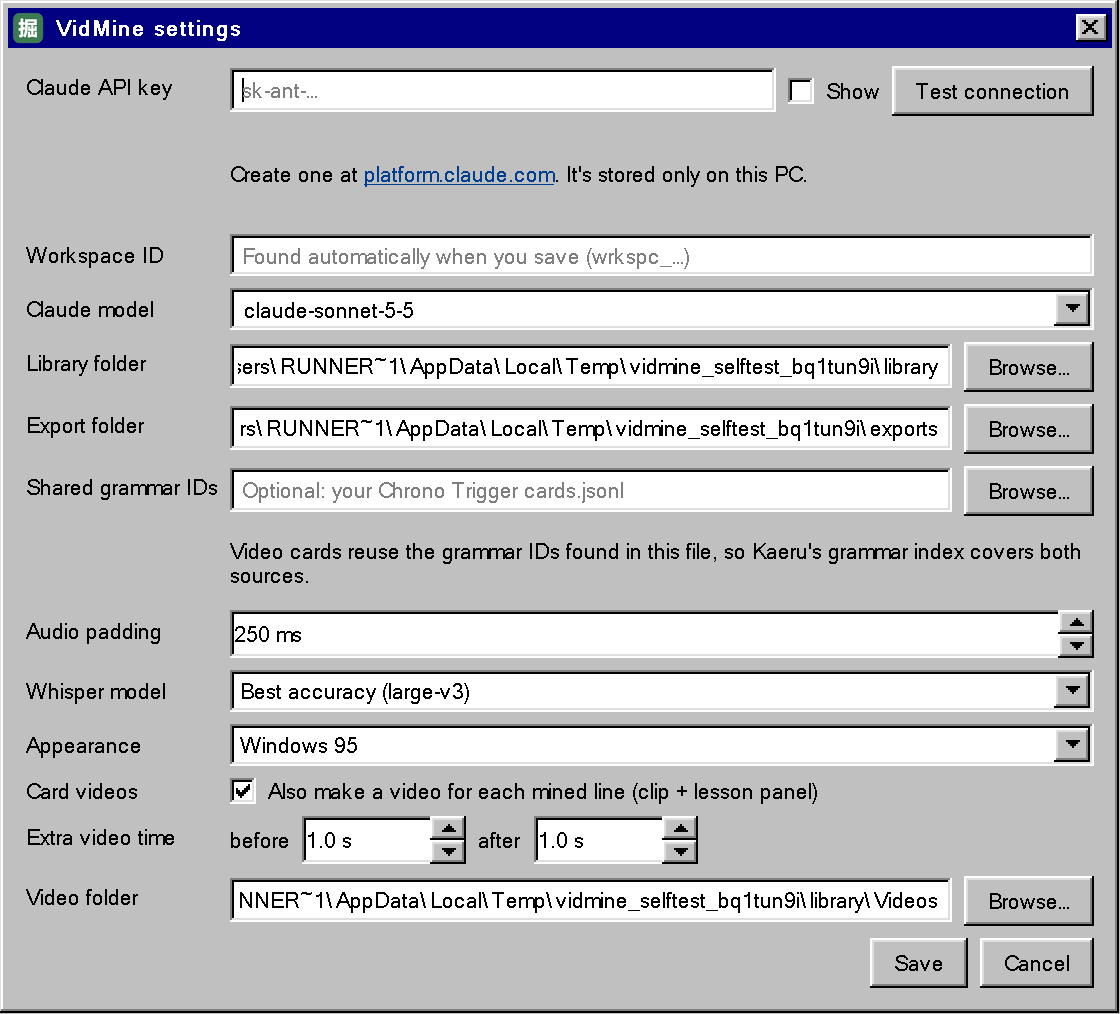 掘 VidMine settings
Claude API key sk-ant-... Show Test connection
Create one at platform.claude.com. It's stored only on this PC.
Workspace ID Found automatically when you save (wrkspc_...)
Claude model claude-sonnet-5-5
Library folder sers\RUNNER~1\AppData\Local\Temp\vidmine_selftest_bq1tun9i\library Browse...
Export folder rs\RUNNER~1\AppData\Local\Temp\vidmine_selftest_bq1tun9i\exports Browse...
Shared grammar IDs Optional: your Chrono Trigger cards.jsonl Browse...
Video cards reuse the grammar IDs found in this file, so Kaeru's grammar index covers both
sources.
Audio padding 250 ms
Whisper model Best accuracy (large-v3)
Appearance Windows 95
Card videos Also make a video for each mined line (clip + lesson panel)
Extra video time before 1.0 s after 1.0 s
Video folder NNER~1\AppData\Local\Temp\vidmine_selftest_bq1tun9i\library\Videos Browse...
Save Cancel